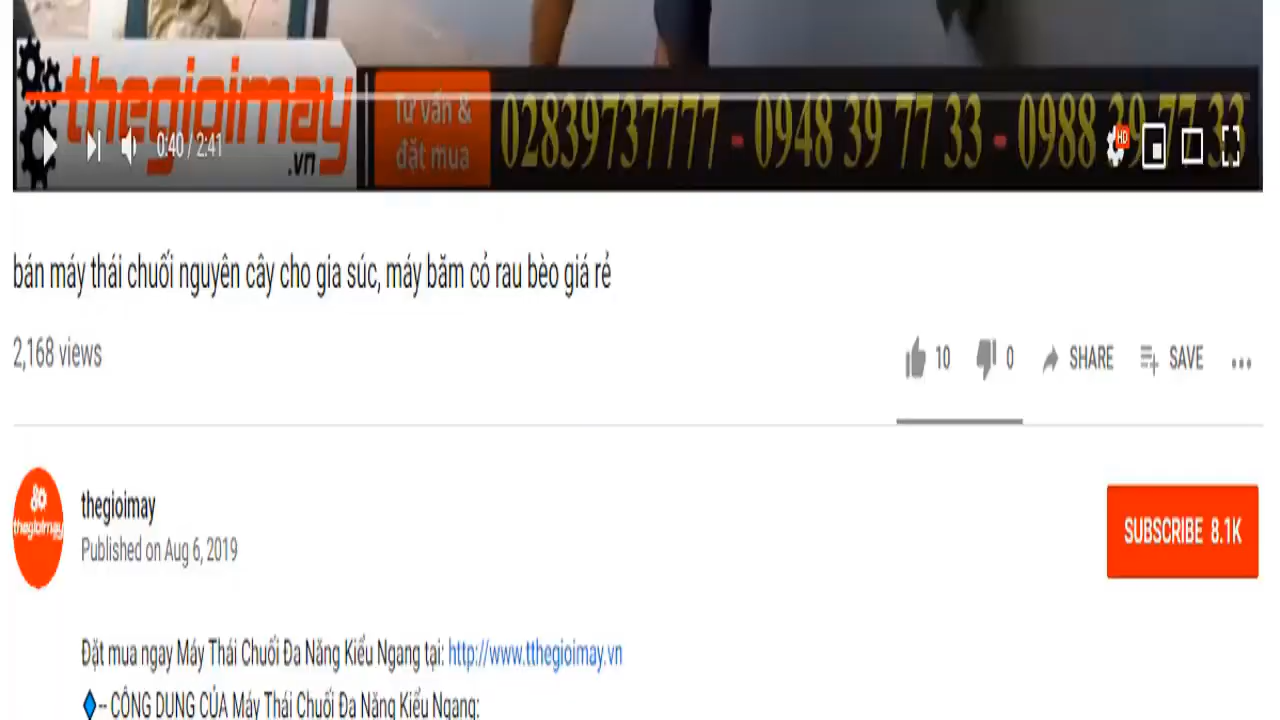 thegioimay
.vn
Tư vấn &
đặt mua
02839737777 - 0948 39 77 33 - 0988 39 77 33
0:40 / 2:41
HD
bán máy thái chuối nguyên cây cho gia súc, máy băm cỏ rau bèo giá rẻ
2,168 views
10 0 SHARE SAVE
thegioimay
thegioimay
Published on Aug 6, 2019
SUBSCRIBE 8.1K
Đặt mua ngay Máy Thái Chuối Đa Năng Kiểu Ngang tại: http://www.tthegioimay.vn
-- CÔNG DỤNG CỦA Máy Thái Chuối Đa Năng Kiểu Ngang: